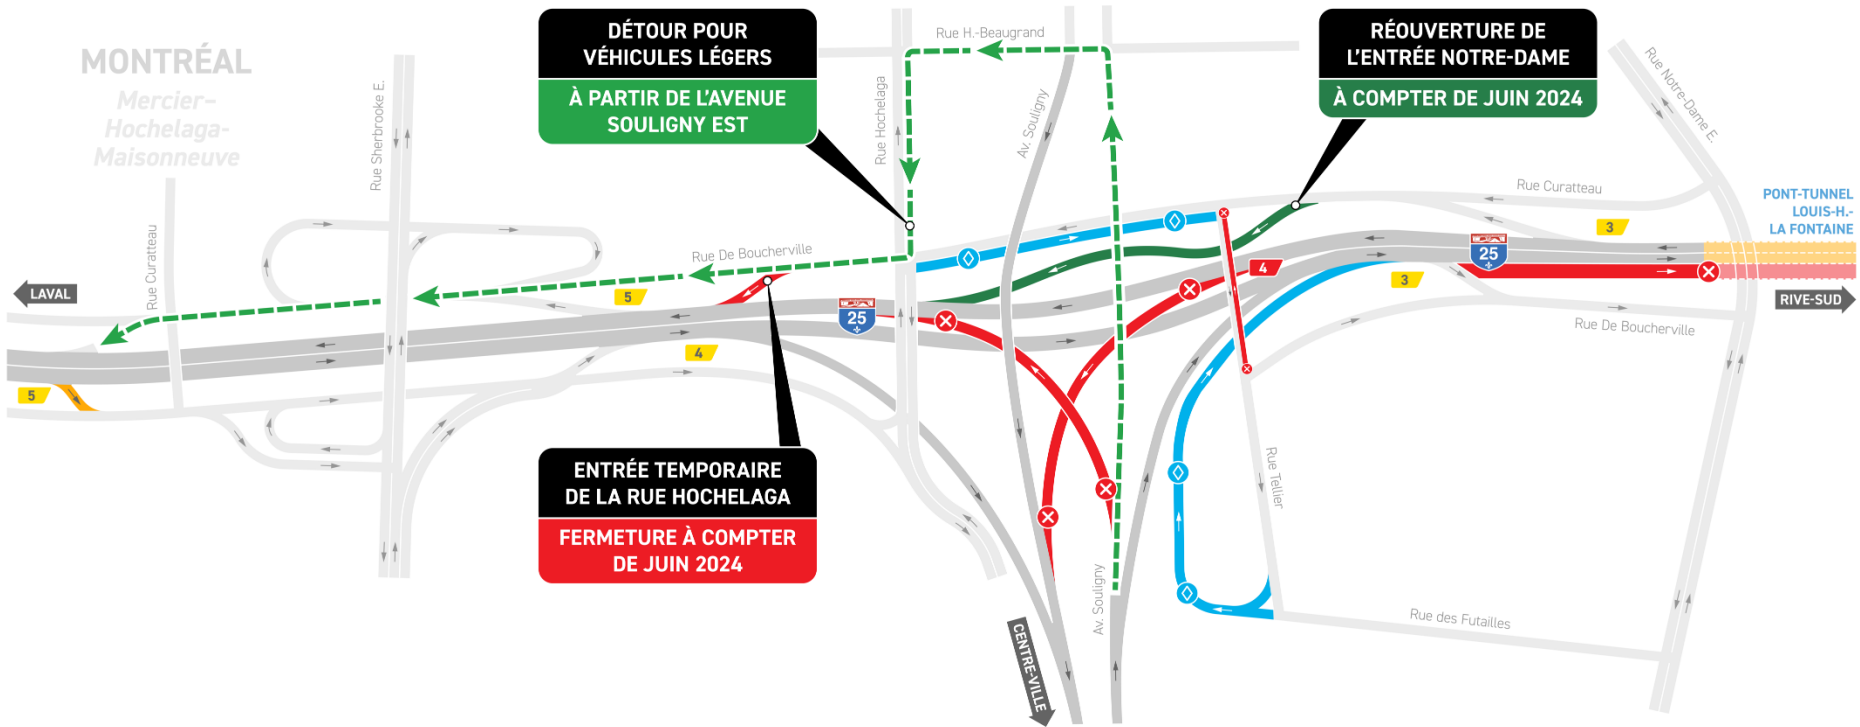 MONTRÉAL
Mercier–
Hochelaga-
Maisonneuve
DÉTOUR POUR
VÉHICULES LÉGERS
À PARTIR DE L'AVENUE
SOULIGNY EST
Rue H.-Beaugrand
RÉOUVERTURE DE
L'ENTRÉE NOTRE-DAME
À COMPTER DE JUIN 2024
Rue Notre-Dame E.
Rue Sherbrooke E.
Rue Hochelaga
Av. Souligny
Rue Curatteau
PONT-TUNNEL
LOUIS-H.-
LA FONTAINE
Rue Curatteau
Rue De Boucherville
3
25
4
3
LAVAL
5
25
RIVE-SUD
Rue De Boucherville
4
5
ENTRÉE TEMPORAIRE
DE LA RUE HOCHELAGA
FERMETURE À COMPTER
DE JUIN 2024
Rue Tellier
Av. Souligny
Rue des Futailles
CENTRE-VILLE